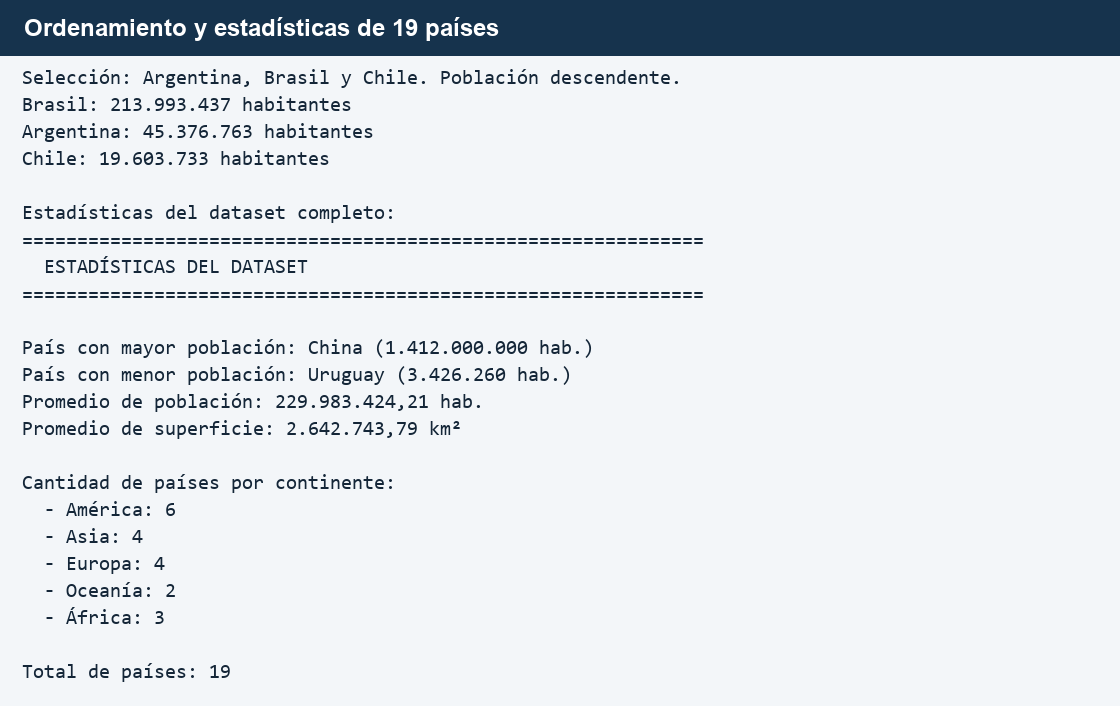 Ordenamiento y estadísticas de 19 países
Selección: Argentina, Brasil y Chile. Población descendente.
Brasil: 213.993.437 habitantes
Argentina: 45.376.763 habitantes
Chile: 19.603.733 habitantes
Estadísticas del dataset completo:
==============================================================
ESTADÍSTICAS DEL DATASET
==============================================================
País con mayor población: China (1.412.000.000 hab.)
País con menor población: Uruguay (3.426.260 hab.)
Promedio de población: 229.983.424,21 hab.
Promedio de superficie: 2.642.743,79 km²
Cantidad de países por continente:
- América: 6
- Asia: 4
- Europa: 4
- Oceanía: 2
- África: 3
Total de países: 19